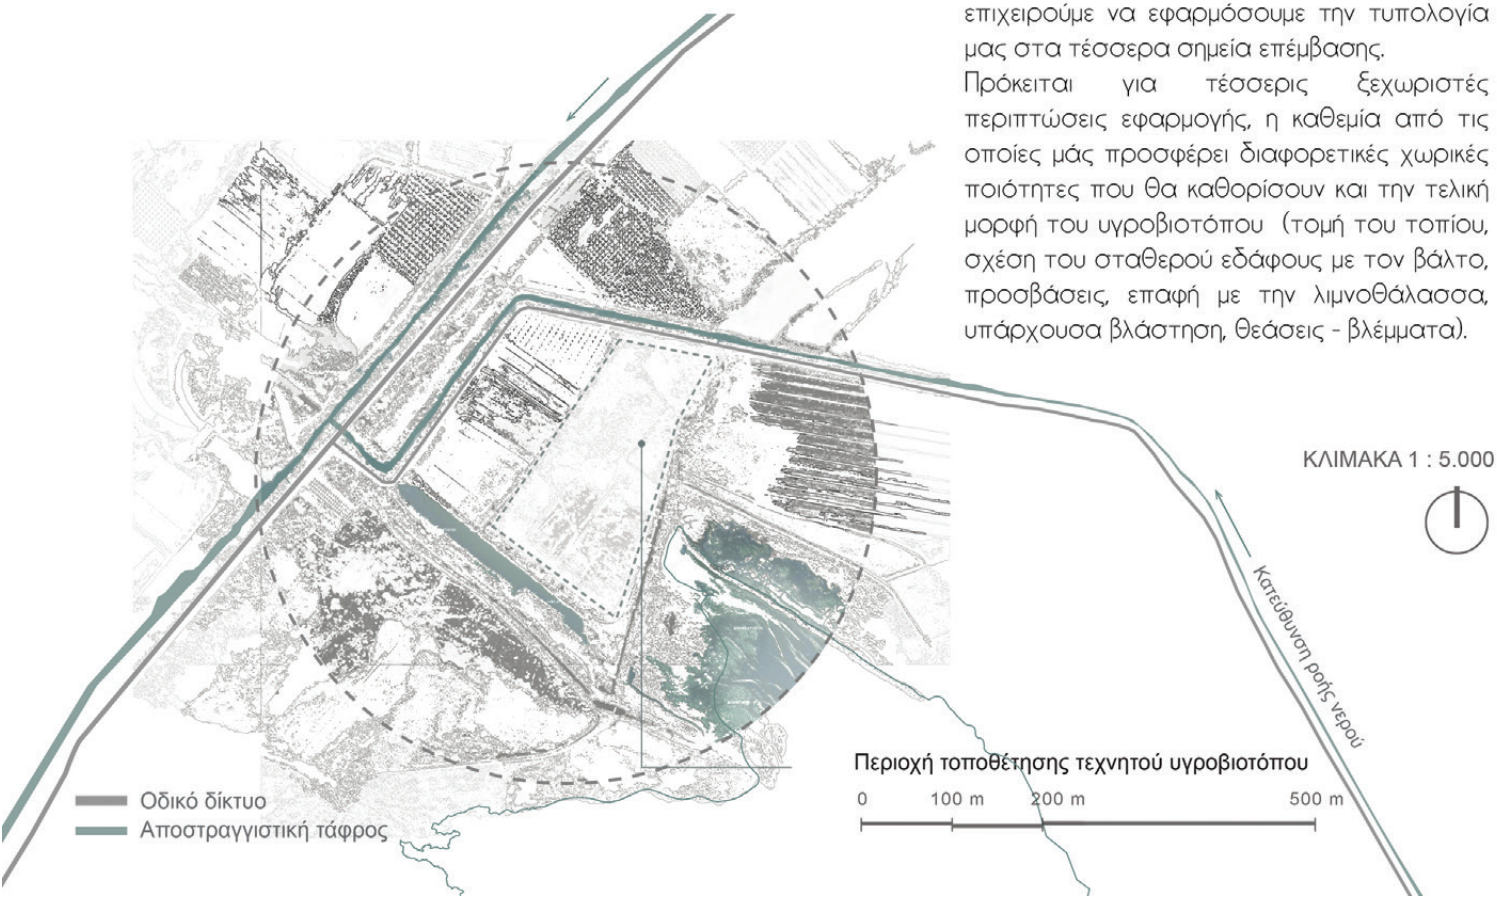 επιχειρούμε να εφαρμόσουμε την τυπολογία
μας στα τέσσερα σημεία επέμβασης.
Πρόκειται για τέσσερις ξεχωριστές
περιπτώσεις εφαρμογής, η καθεμία από τις
οποίες μάς προσφέρει διαφορετικές χωρικές
ποιότητες που θα καθορίσουν και την τελική
μορφή του υγροβιοτόπου (τομή του τοπίου,
σχέση του σταθερού εδάφους με τον βάλτο,
προσβάσεις, επαφή με την λιμνοθάλασσα,
υπάρχουσα βλάστηση, θεάσεις - βλέμματα).
ΚΛΙΜΑΚΑ 1 : 5.000
Κατεύθυνση ροής νερού
Περιοχή τοποθέτησης τεχνητού υγροβιοτόπου
0 100 m 200 m 500 m
Οδικό δίκτυο
Αποστραγγιστική τάφρος